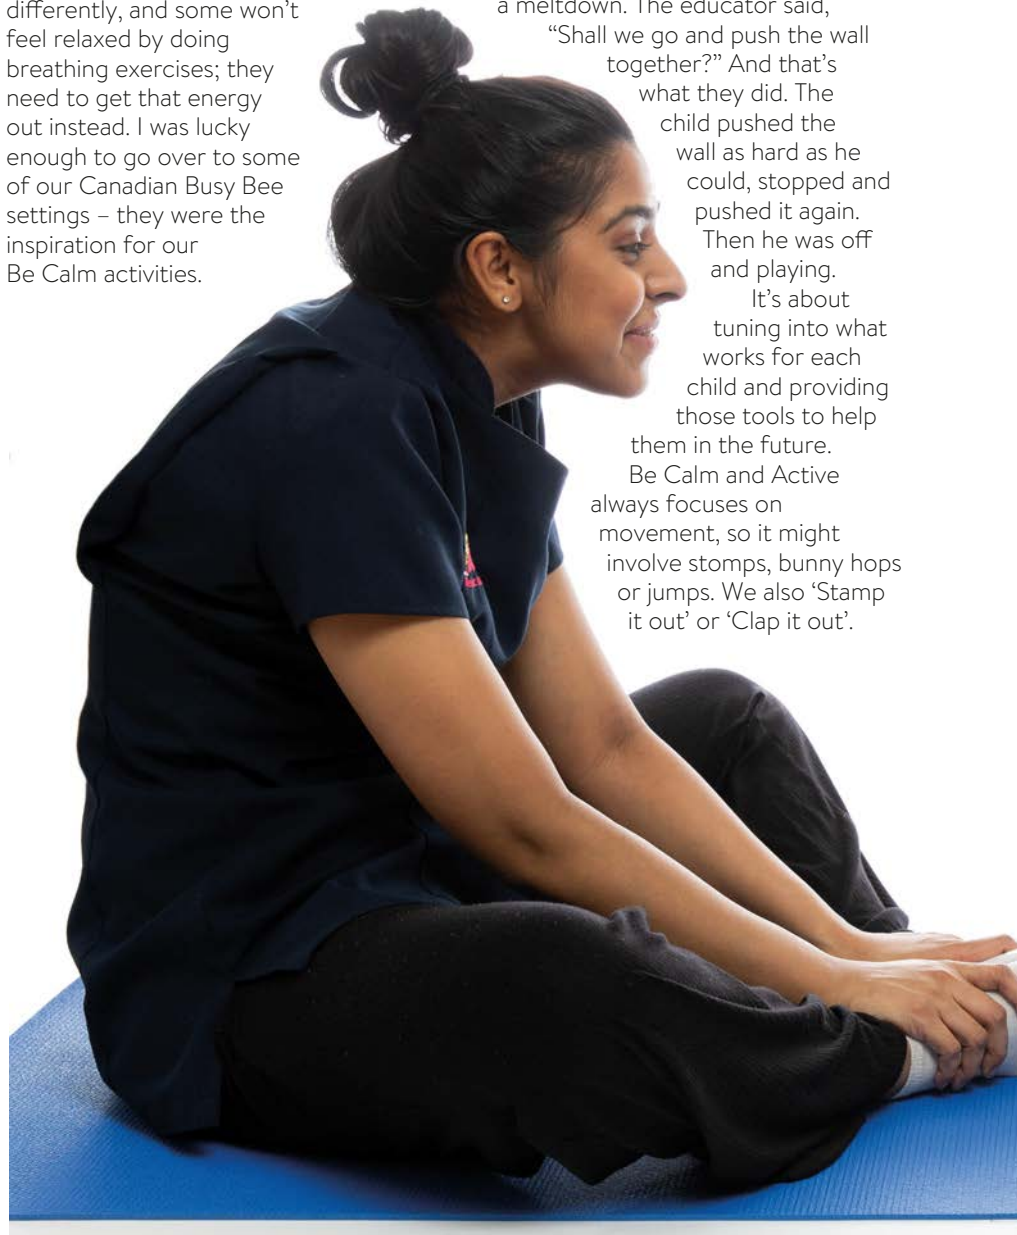 differently, and some won’t
feel relaxed by doing
breathing exercises; they
need to get that energy
out instead. I was lucky
enough to go over to some
of our Canadian Busy Bee
settings – they were the
inspiration for our
Be Calm activities.
a meltdown. The educator said,
“Shall we go and push the wall
together?” And that’s
what they did. The
child pushed the
wall as hard as he
could, stopped and
pushed it again.
Then he was off
and playing.
It’s about
tuning into what
works for each
child and providing
those tools to help
them in the future.
Be Calm and Active
always focuses on
movement, so it might
involve stomps, bunny hops
or jumps. We also ‘Stamp
it out’ or ‘Clap it out’.